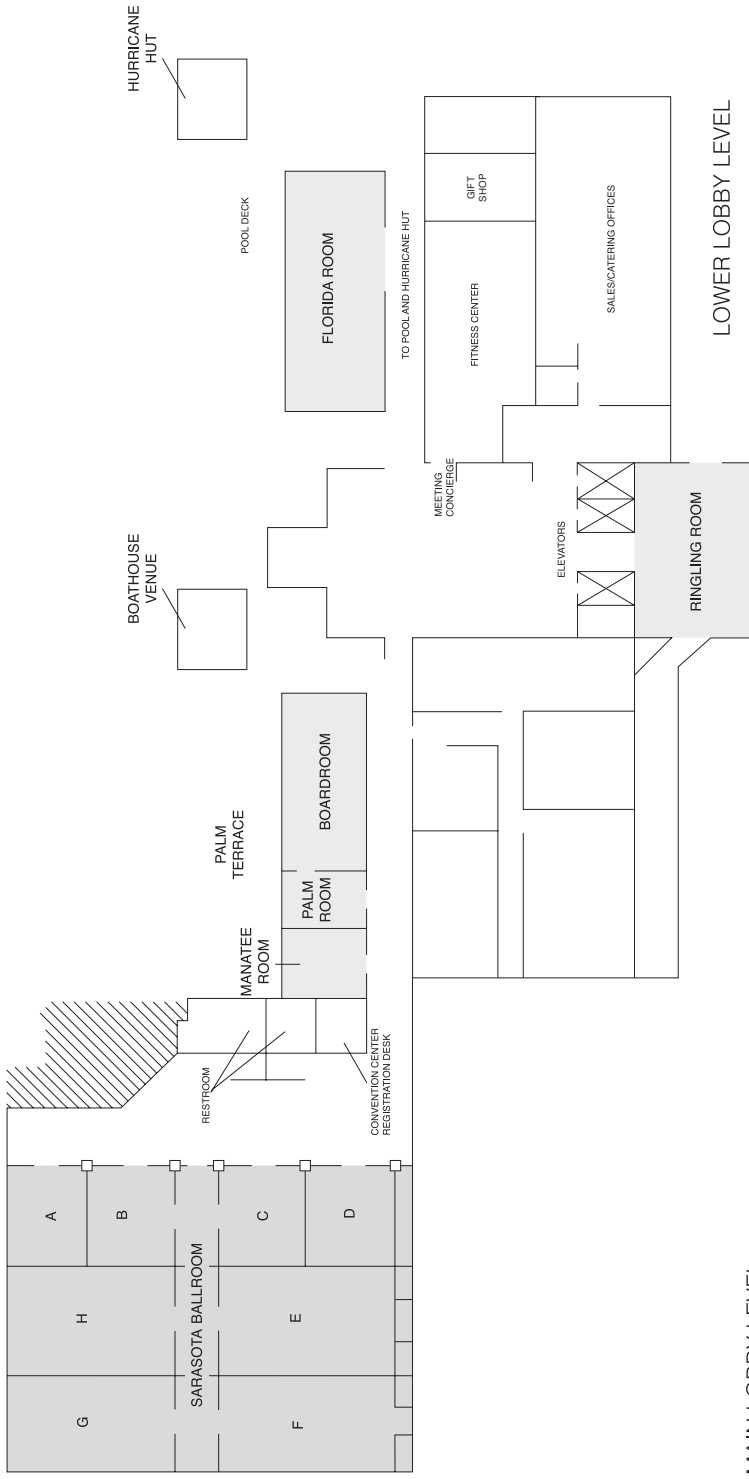 HURRICANE
HUT
POOL DECK
FLORIDA ROOM
TO POOL AND HURRICANE HUT
GIFT
SHOP
FITNESS CENTER
SALES/CATERING OFFICES
LOWER LOBBY LEVEL
BOATHOUSE
VENUE
MEETING
CONCIERGE
ELEVATORS
RINGLING ROOM
PALM
TERRACE
BOARDROOM
PALM
ROOM
MANATEE
ROOM
RESTROOM
CONVENTION CENTER
REGISTRATION DESK
A
B
C
D
SARASOTA BALLROOM
H
E
G
F
MAIN LOBBY LEVEL